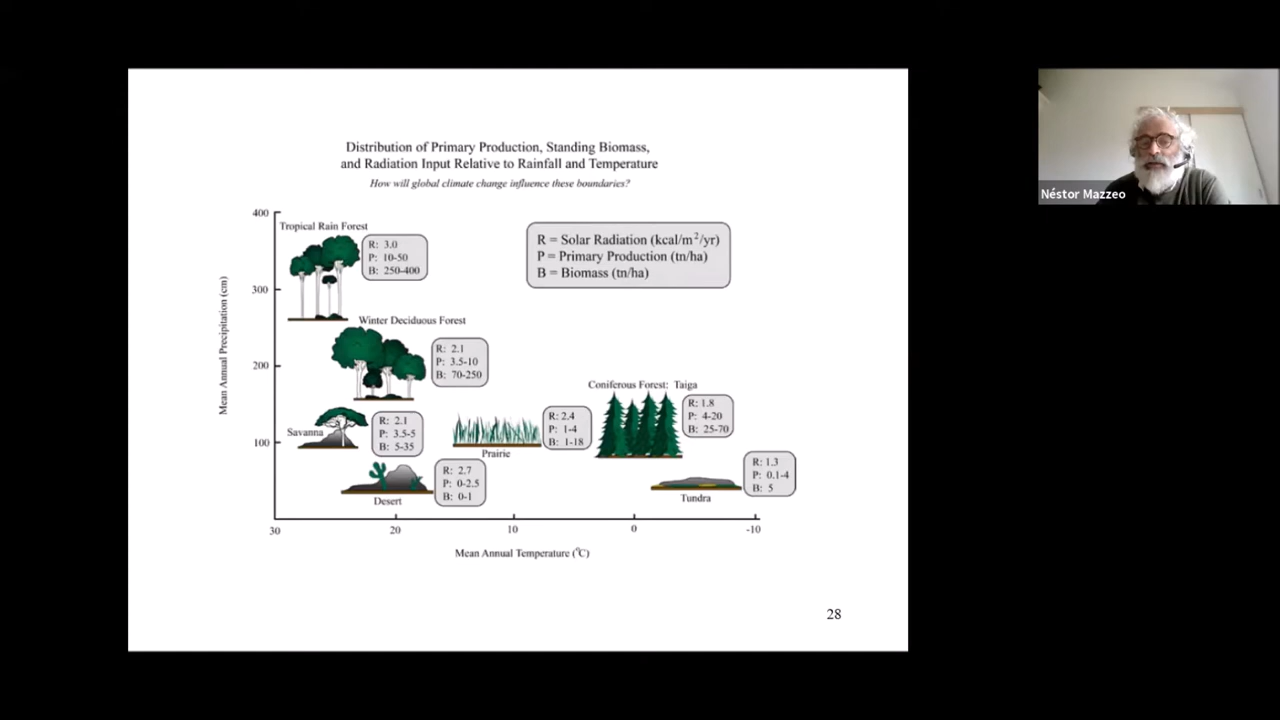 Distribution of Primary Production, Standing Biomass,
and Radiation Input Relative to Rainfall and Temperature
How will global climate change influence these boundaries?
Mean Annual Precipitation (cm)
400
300
200
100
Tropical Rain Forest
R: 3.0
P: 10-50
B: 250-400
R = Solar Radiation (kcal/m²/yr)
P = Primary Production (tn/ha)
B = Biomass (tn/ha)
Winter Deciduous Forest
R: 2.1
P: 3.5-10
B: 70-250
Savanna
R: 2.1
P: 3.5-5
B: 5-35
Prairie
R: 2.4
P: 1-4
B: 1-18
Coniferous Forest: Taiga
R: 1.8
P: 4-20
B: 25-70
Desert
R: 2.7
P: 0-2.5
B: 0-1
Tundra
R: 1.3
P: 0.1-4
B: 5
30
20
10
0
-10
Mean Annual Temperature (°C)
28
Néstor Mazzeo